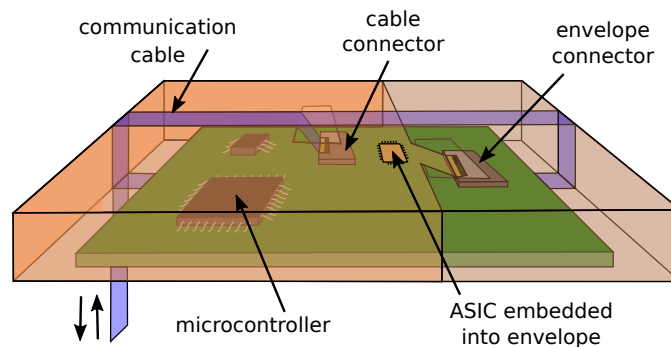 communication
cable
cable
connector
envelope
connector
microcontroller
ASIC embedded
into envelope